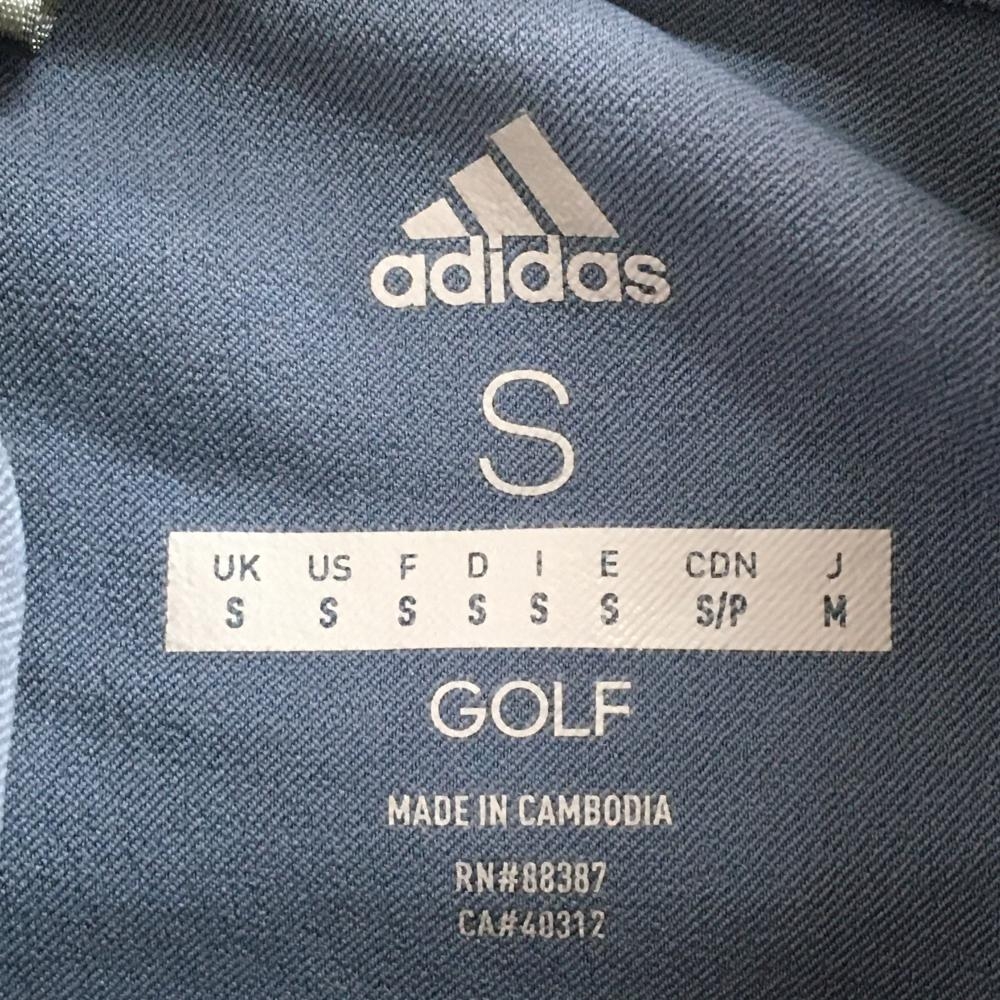 adidas
S
UK US F D I E CDN J
S S S S S S S/P M
GOLF
MADE IN CAMBODIA
RN#88387
CA#40312